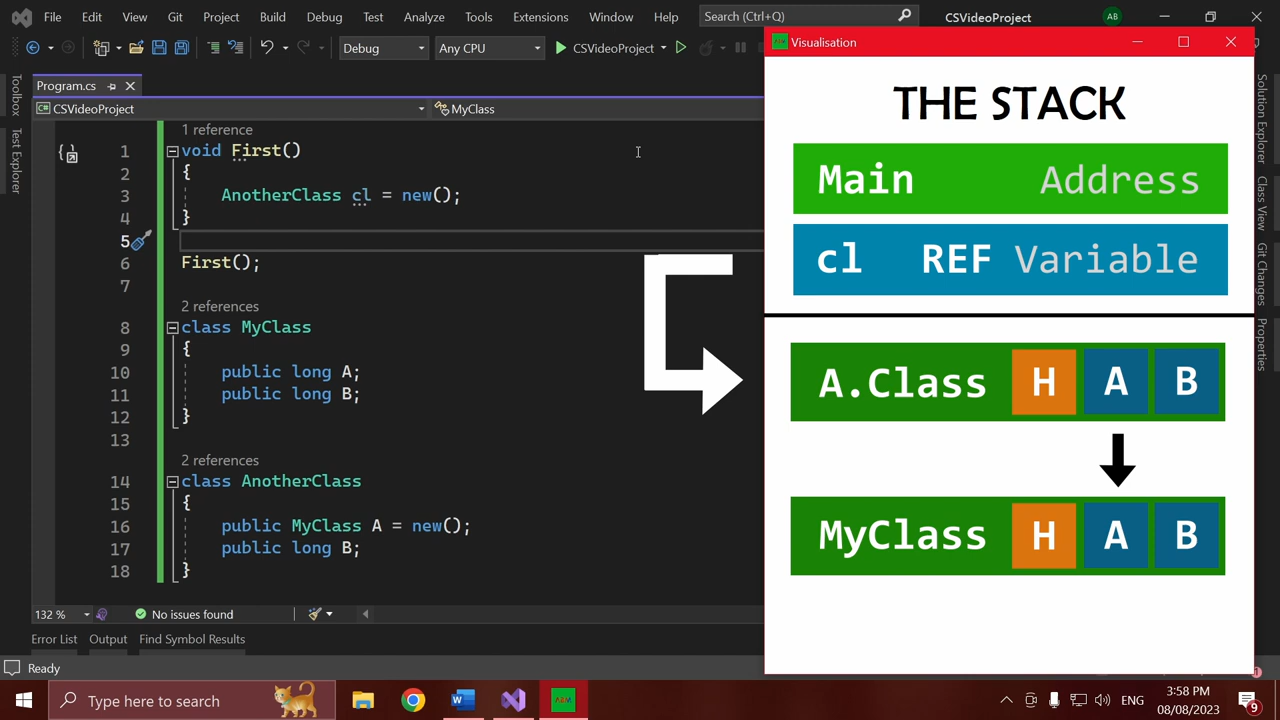 File Edit View Git Project Build Debug Test Analyze Tools Extensions Window Help Search (Ctrl+Q) CSVideoProject AB
Debug Any CPU CSVideoProject
Program.cs
CSVideoProject MyClass
Toolbox
Test Explorer
1 reference
1 void First()
2 {
3 AnotherClass cl = new();
4 }
5
6 First();
7
2 references
8 class MyClass
9 {
10 public long A;
11 public long B;
12 }
13
2 references
14 class AnotherClass
15 {
16 public MyClass A = new();
17 public long B;
18 }
132 % No issues found
Error List Output Find Symbol Results
Ready
Visualisation
THE STACK
Main Address
cl REF Variable
A.Class H A B
MyClass H A B
Solution Explorer
Class View
Git Changes
Properties
1
Type here to search
ENG
3:58 PM
08/08/2023
9